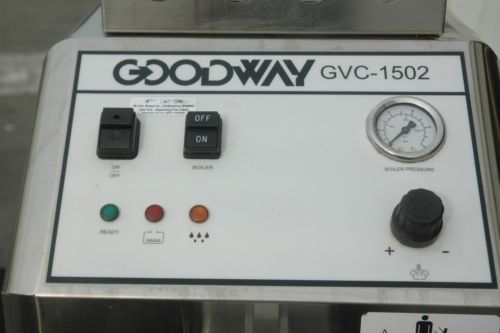 GOODWAY GVC-1502
OFF
ON
ON
OFF
BOILER
BOILER PRESSURE
READY
+ -